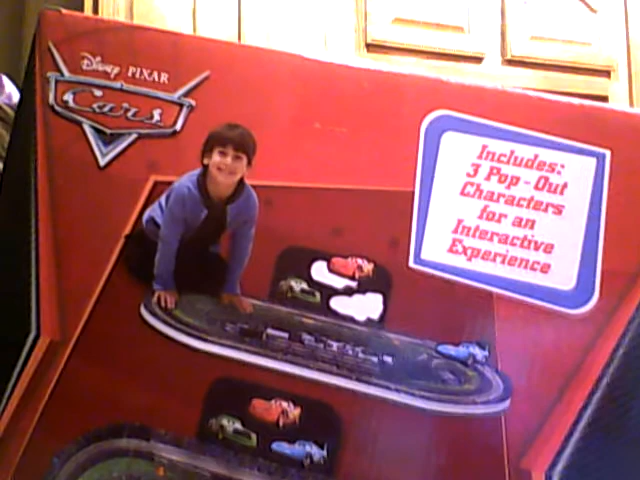 Disney PIXAR
Cars
Includes:
3 Pop-Out
Characters
for an
Interactive
Experience